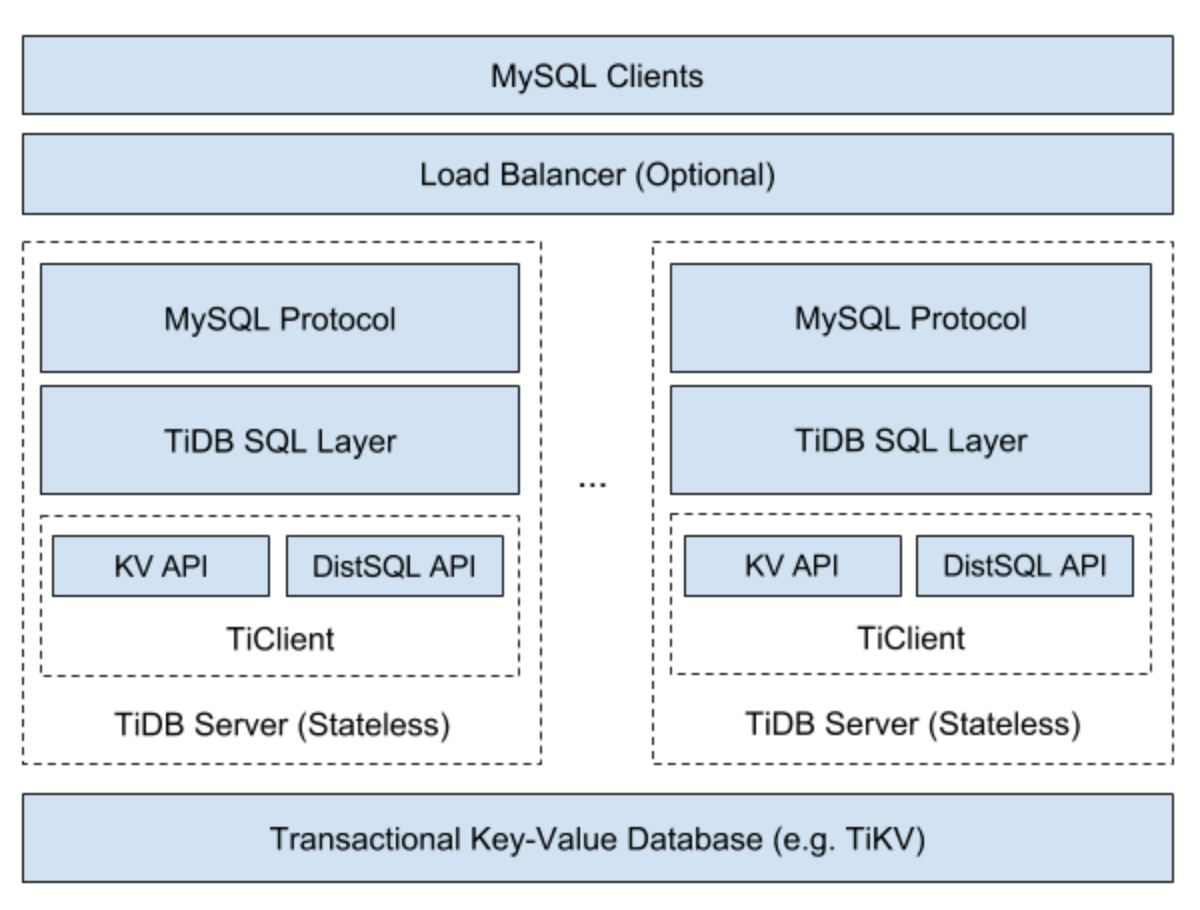 MySQL Clients
Load Balancer (Optional)
MySQL Protocol
TiDB SQL Layer
KV API
DistSQL API
TiClient
TiDB Server (Stateless)
...
MySQL Protocol
TiDB SQL Layer
KV API
DistSQL API
TiClient
TiDB Server (Stateless)
Transactional Key-Value Database (e.g. TiKV)